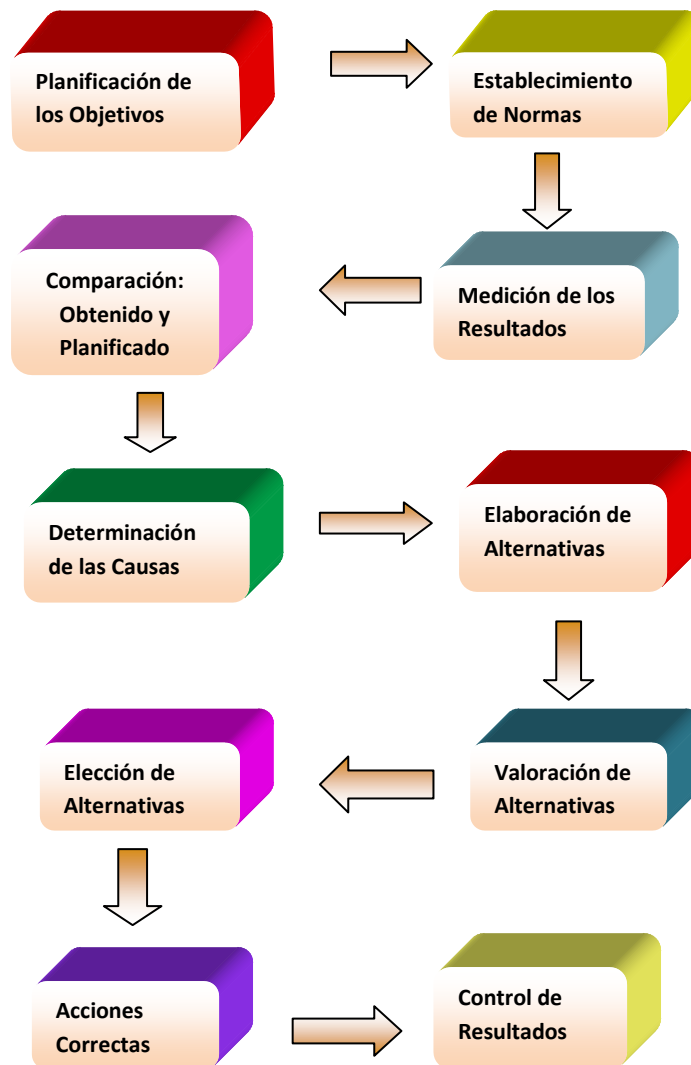 Planificación de
los Objetivos
Establecimiento
de Normas
Medición de los
Resultados
Comparación:
Obtenido y
Planificado
Determinación
de las Causas
Elaboración de
Alternativas
Valoración de
Alternativas
Elección de
Alternativas
Acciones
Correctas
Control de
Resultados